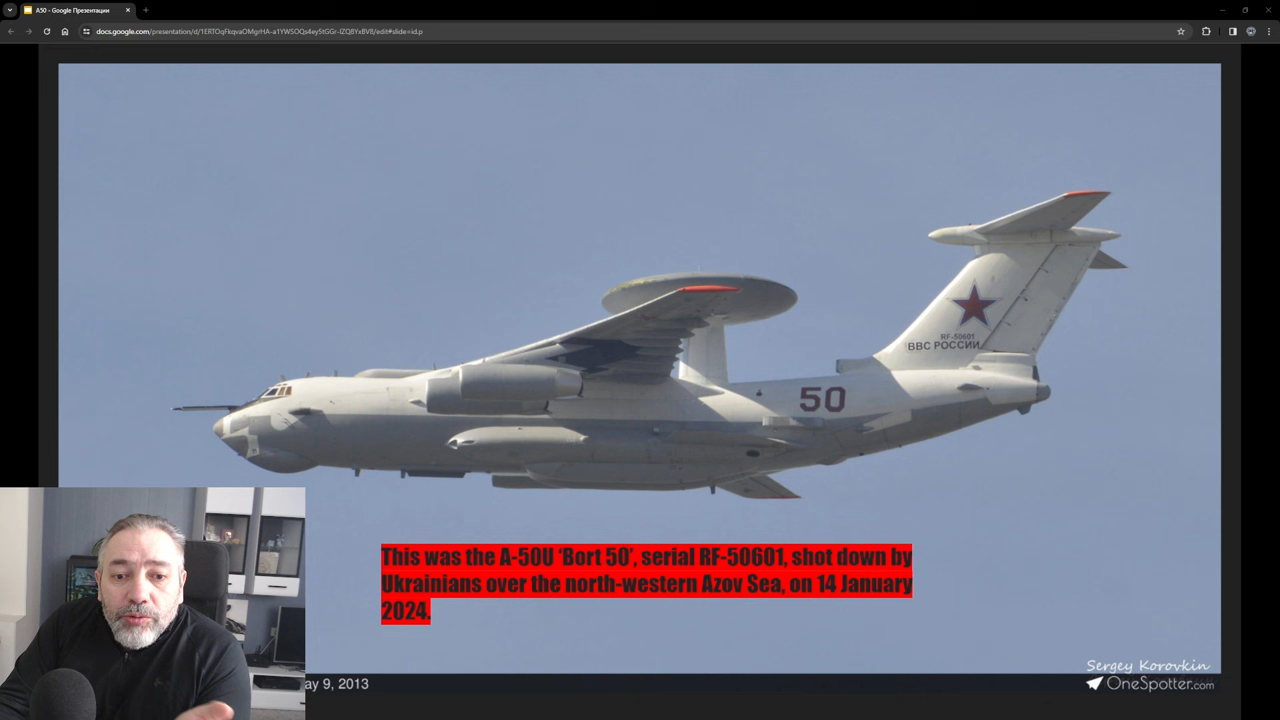 A50 - Google Презентации
docs.google.com/presentation/d/1ERTOqFkqvaOMgrHA-a1YWSOQs4ey5tGGr-IZQ8YxBV8/edit#slide=id.p
RF-50601
ВВС РОССИИ
50
This was the A-50U ‘Bort 50’, serial RF-50601, shot down by
Ukrainians over the north-western Azov Sea, on 14 January
2024.
Sergey Korovkin
ay 9, 2013
OneSpotter.com